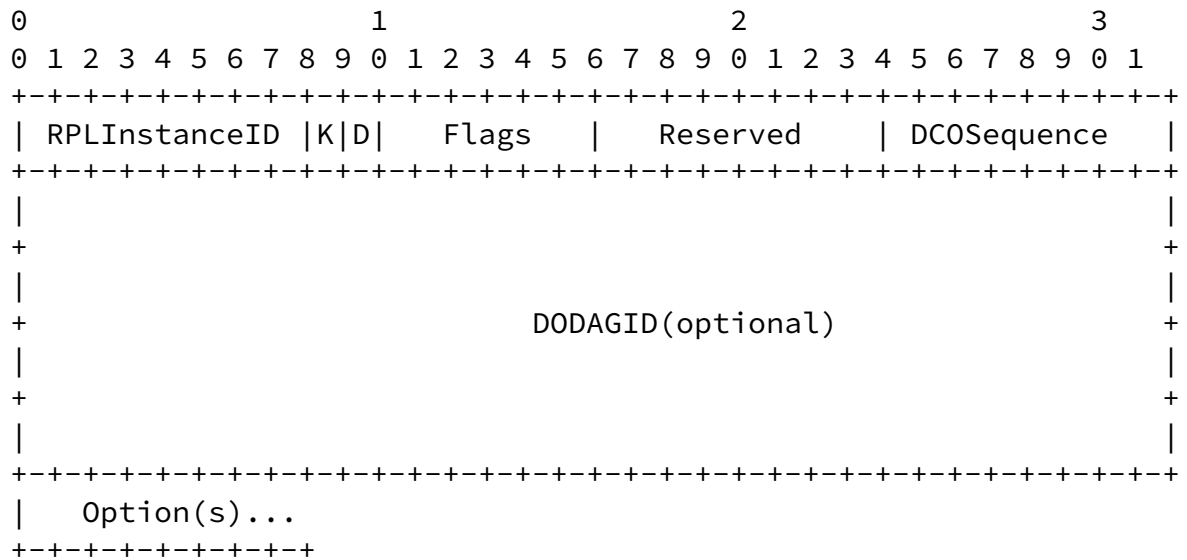 0                   1                   2                   3
0 1 2 3 4 5 6 7 8 9 0 1 2 3 4 5 6 7 8 9 0 1 2 3 4 5 6 7 8 9 0 1
+-+-+-+-+-+-+-+-+-+-+-+-+-+-+-+-+-+-+-+-+-+-+-+-+-+-+-+-+-+-+-+-+
| RPLInstanceID |K|D|   Flags   |   Reserved    | DCOSequence   |
+-+-+-+-+-+-+-+-+-+-+-+-+-+-+-+-+-+-+-+-+-+-+-+-+-+-+-+-+-+-+-+-+
|                                                               |
+                                                               +
|                                                               |
+                            DODAGID(optional)                  +
|                                                               |
+                                                               +
|                                                               |
+-+-+-+-+-+-+-+-+-+-+-+-+-+-+-+-+-+-+-+-+-+-+-+-+-+-+-+-+-+-+-+-+
|   Option(s)...
+-+-+-+-+-+-+-+-+